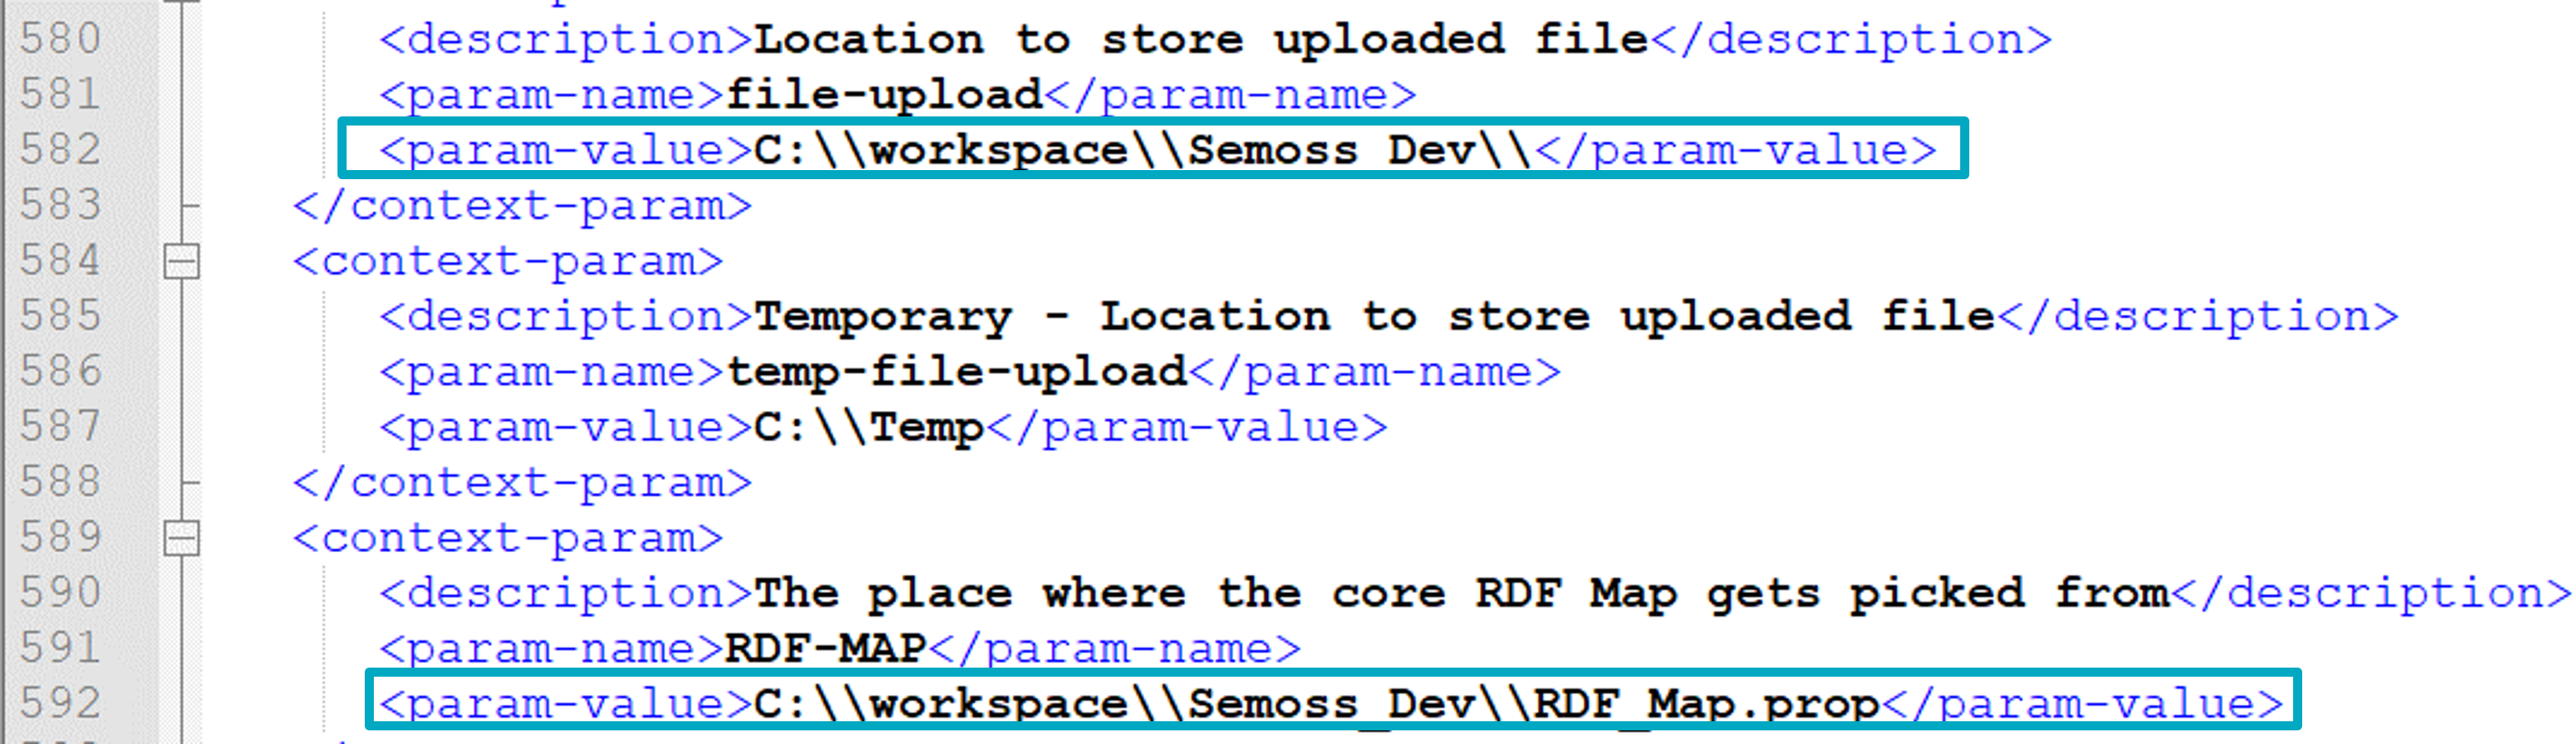 580 <description>Location to store uploaded file</description>
581 <param-name>file-upload</param-name>
582 <param-value>C:\\workspace\\Semoss Dev\\</param-value>
583 </context-param>
584 <context-param>
585 <description>Temporary - Location to store uploaded file</description>
586 <param-name>temp-file-upload</param-name>
587 <param-value>C:\\Temp</param-value>
588 </context-param>
589 <context-param>
590 <description>The place where the core RDF Map gets picked from</description>
591 <param-name>RDF-MAP</param-name>
592 <param-value>C:\\workspace\\Semoss_Dev\\RDF_Map.prop</param-value>